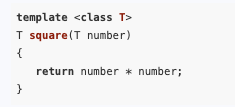 template <class T>
T square(T number)
{
   return number * number;
}